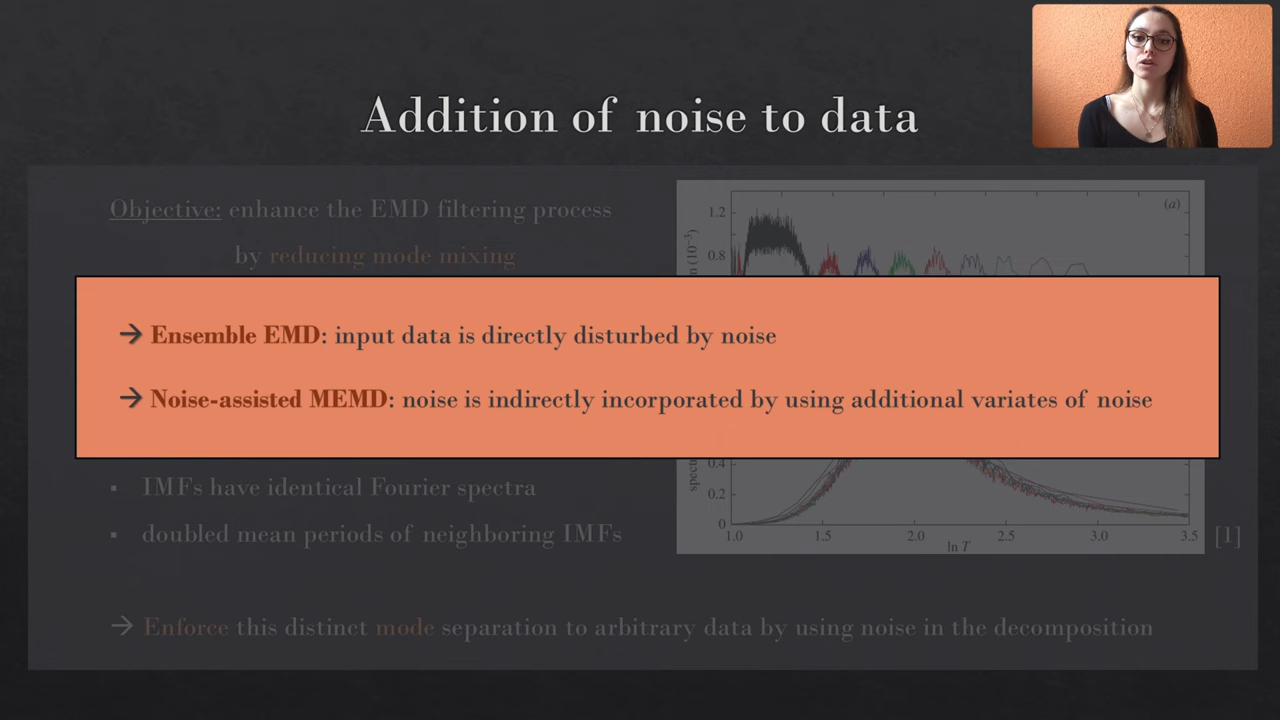 Addition of noise to data
Objective: enhance the EMD filtering process
by reducing mode mixing
→ Ensemble EMD: input data is directly disturbed by noise
→ Noise-assisted MEMD: noise is indirectly incorporated by using additional variates of noise
▪ IMFs have identical Fourier spectra
▪ doubled mean periods of neighboring IMFs
→ Enforce this distinct mode separation to arbitrary data by using noise in the decomposition
(a)
1.2
0.8
(10⁻³)
0.4
0.2
0
1.0 1.5 2.0 2.5 3.0 3.5
ln T
[1]